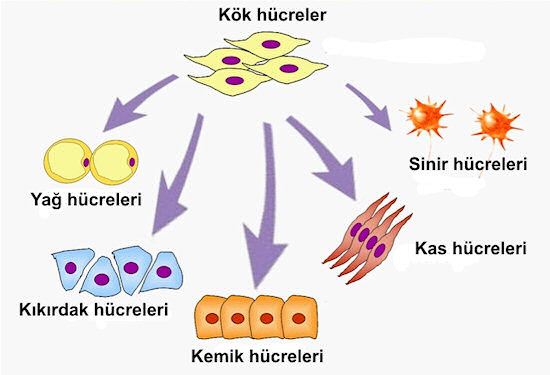 Kök hücreler
Sinir hücreleri
Yağ hücreleri
Kas hücreleri
Kıkırdak hücreleri
Kemik hücreleri